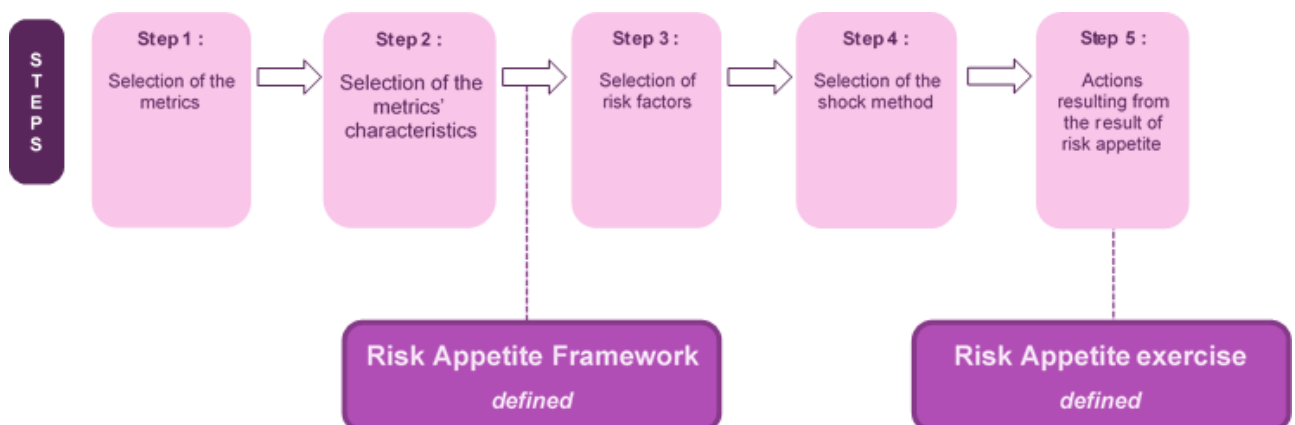 STEPS
Step 1 :
Selection of the
metrics
Step 2 :
Selection of the
metrics'
characteristics
Step 3 :
Selection of
risk factors
Step 4 :
Selection of the
shock method
Step 5 :
Actions
resulting from
the result of
risk appetite
Risk Appetite Framework
defined
Risk Appetite exercise
defined